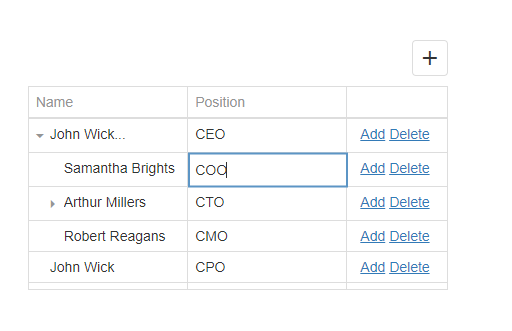 +
Name Position
John Wick... CEO Add Delete
Samantha Brights COO Add Delete
Arthur Millers CTO Add Delete
Robert Reagans CMO Add Delete
John Wick CPO Add Delete